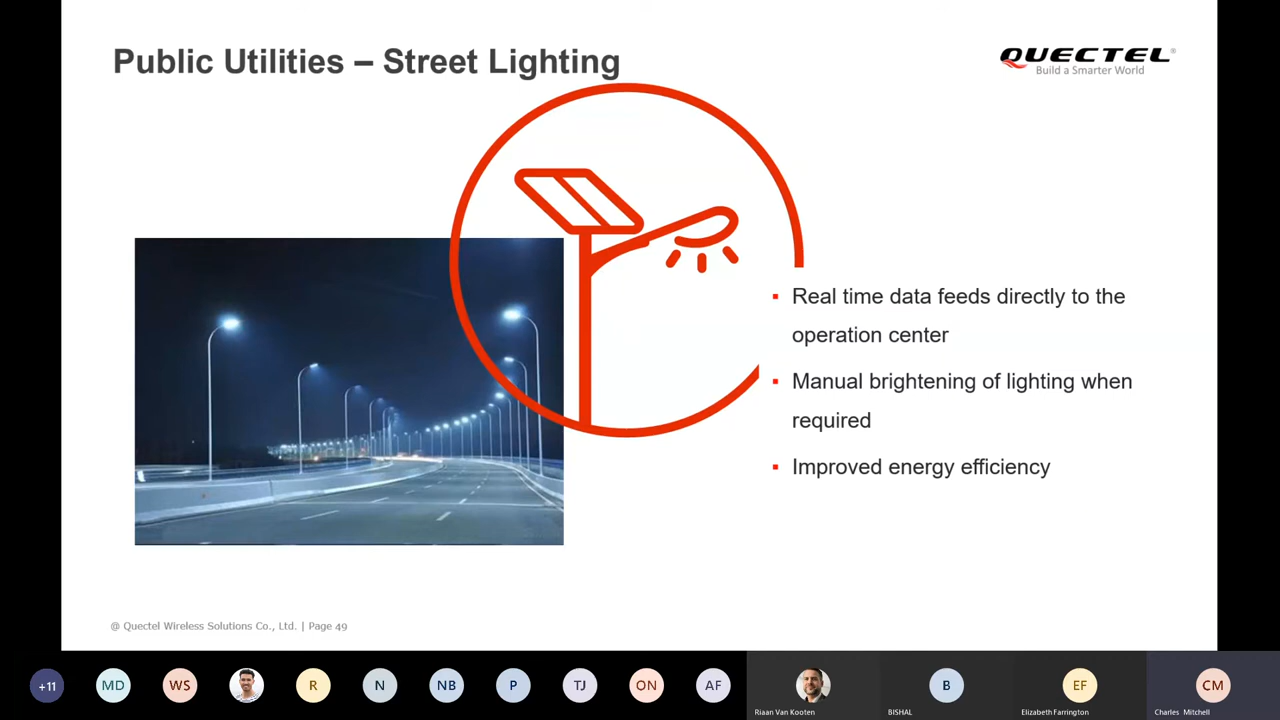 Public Utilities – Street Lighting
QUECTEL®
Build a Smarter World
▪ Real time data feeds directly to the
operation center
▪ Manual brightening of lighting when
required
▪ Improved energy efficiency
@ Quectel Wireless Solutions Co., Ltd. | Page 49
+11 MD WS R N NB P TJ ON AF B EF CM
Riaan Van Kooten BISHAL Elizabeth Farrington Charles Mitchell